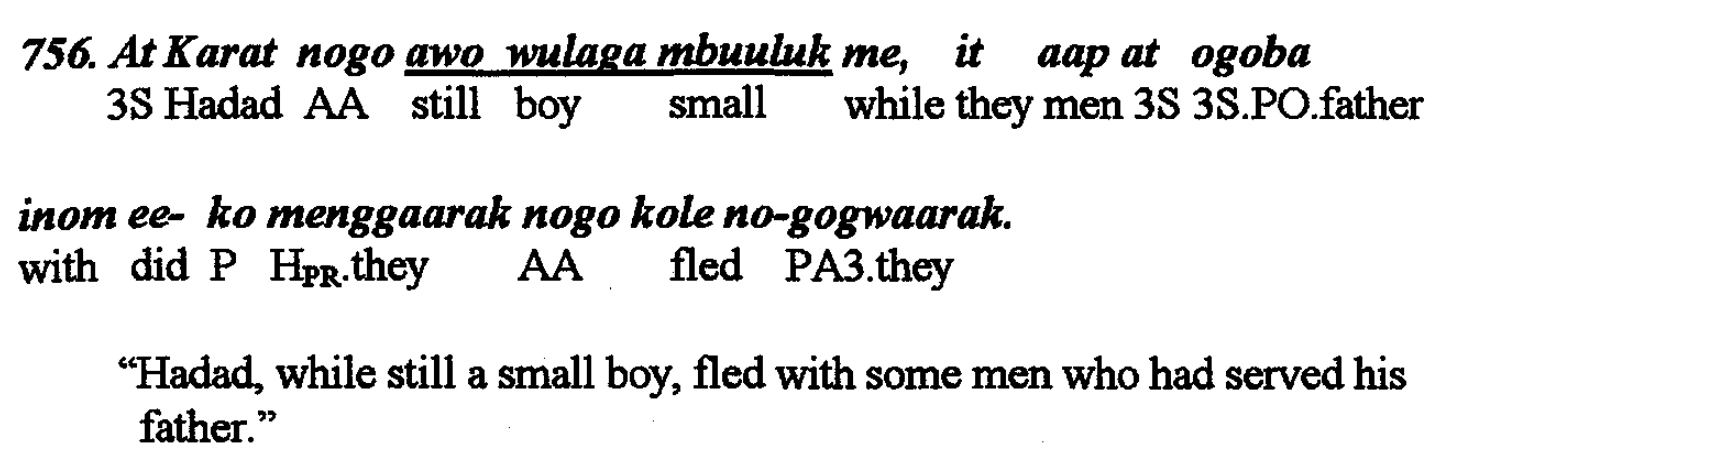 756. At Karat nogo awo wulaga mbuuluk me, it aap at ogoba
3S Hadad AA still boy small while they men 3S 3S.PO.father
inom ee- ko menggaarak nogo kole no-gogwaarak.
with did P HPR.they AA fled PA3.they
“Hadad, while still a small boy, fled with some men who had served his
father.”